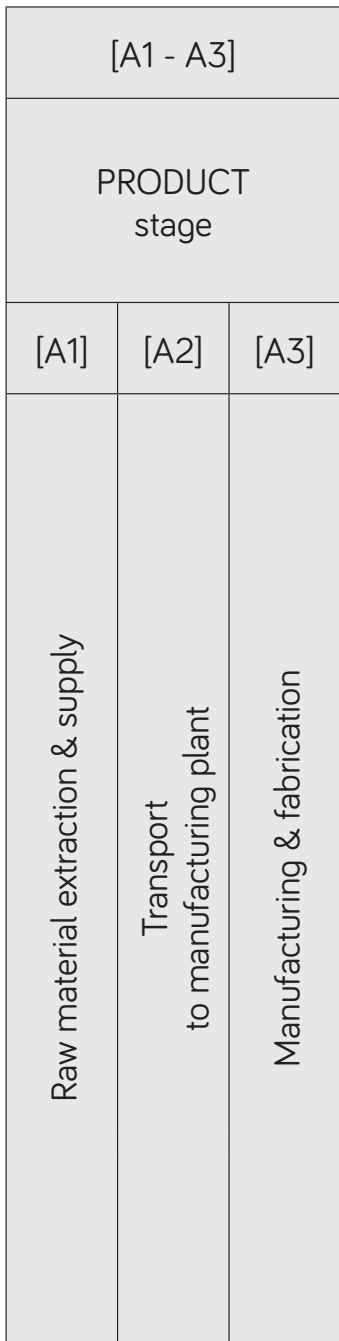 [A1 - A3]
PRODUCT
stage
[A1]
[A2]
[A3]
Raw material extraction & supply
Transport
to manufacturing plant
Manufacturing & fabrication